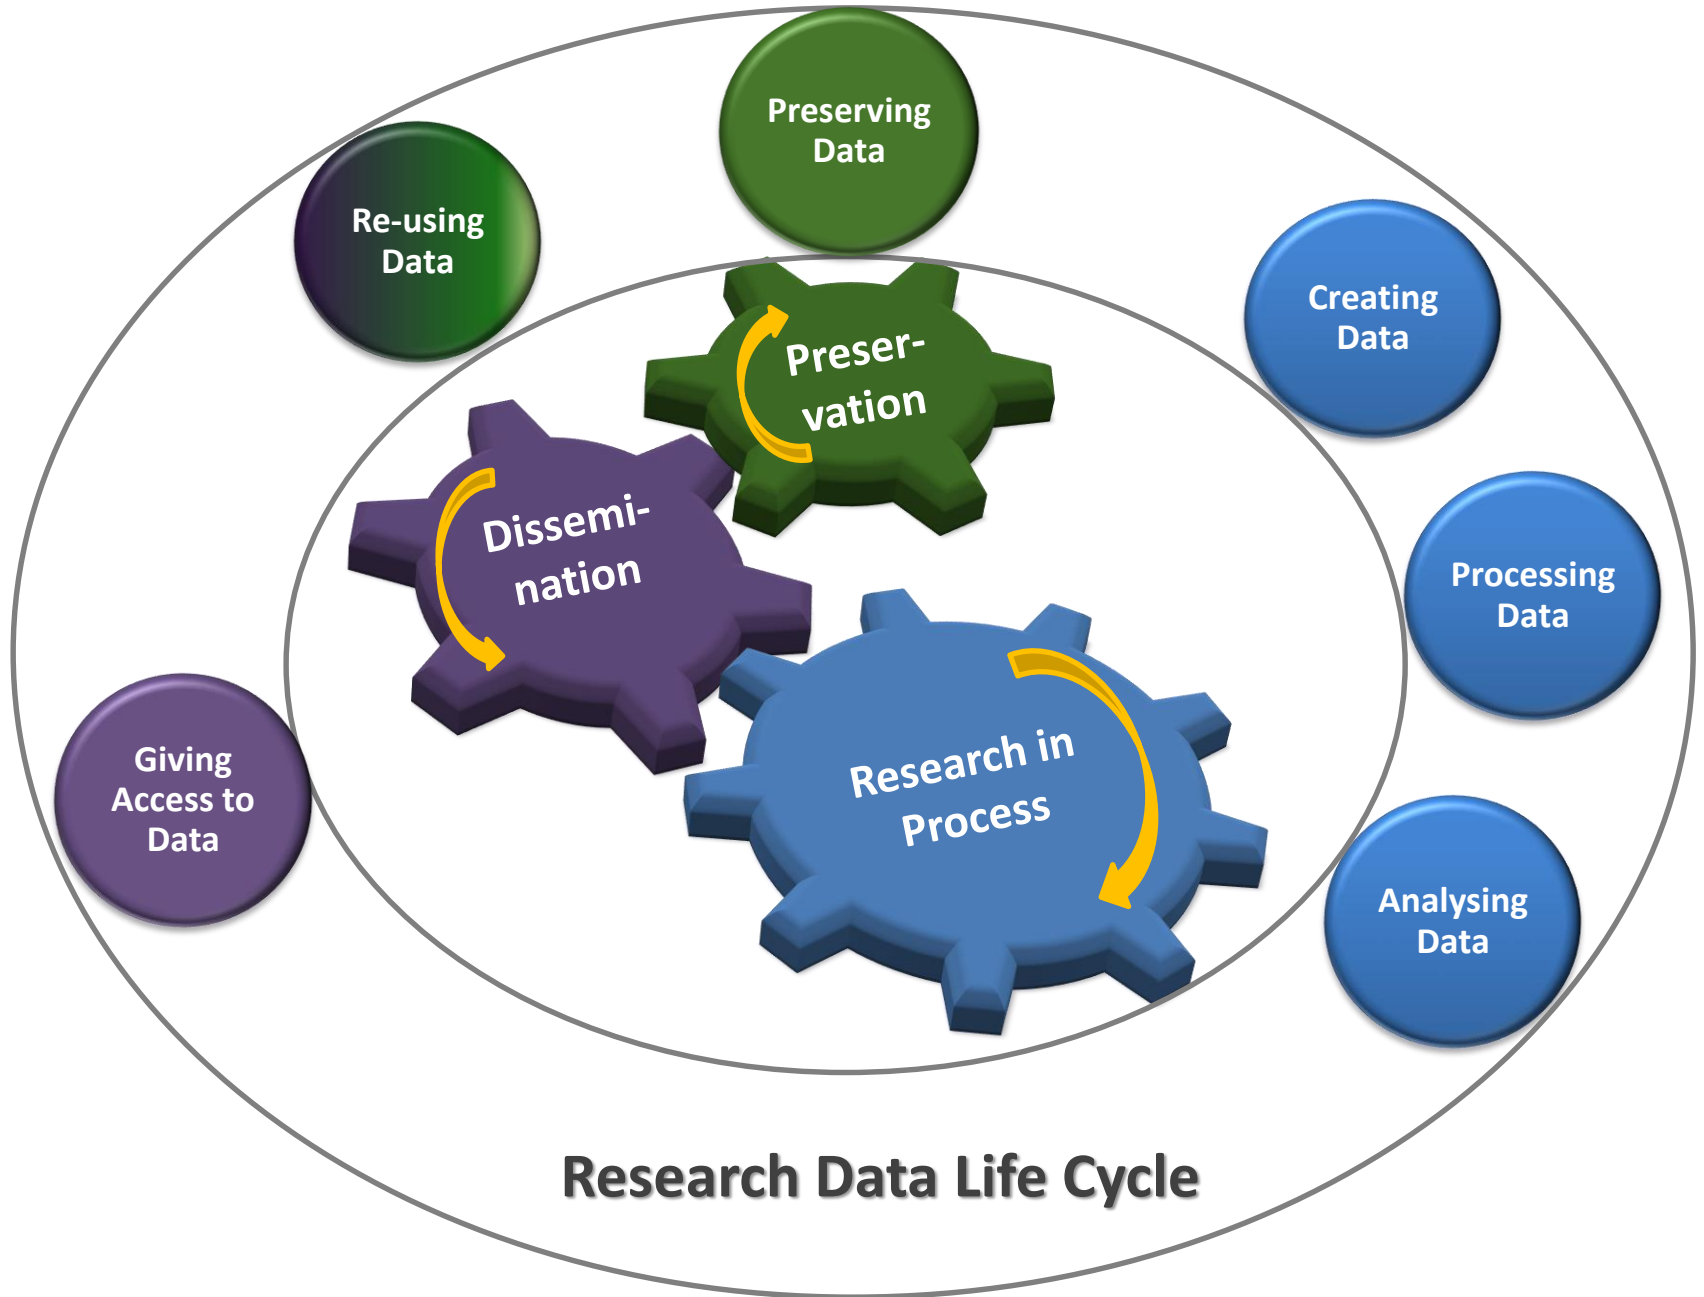 Preserving
Data
Re-using
Data
Creating
Data
Preser-
vation
Dissemi-
nation
Processing
Data
Research in
Process
Giving
Access to
Data
Analysing
Data
Research Data Life Cycle